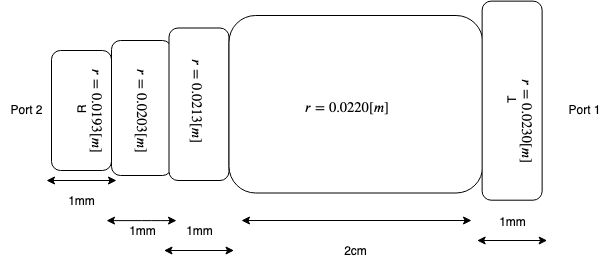 Port 2
R
r = 0.0193[m]
r = 0.0203[m]
r = 0.0213[m]
r = 0.0220[m]
T
r = 0.0230[m]
Port 1
1mm
1mm
1mm
2cm
1mm